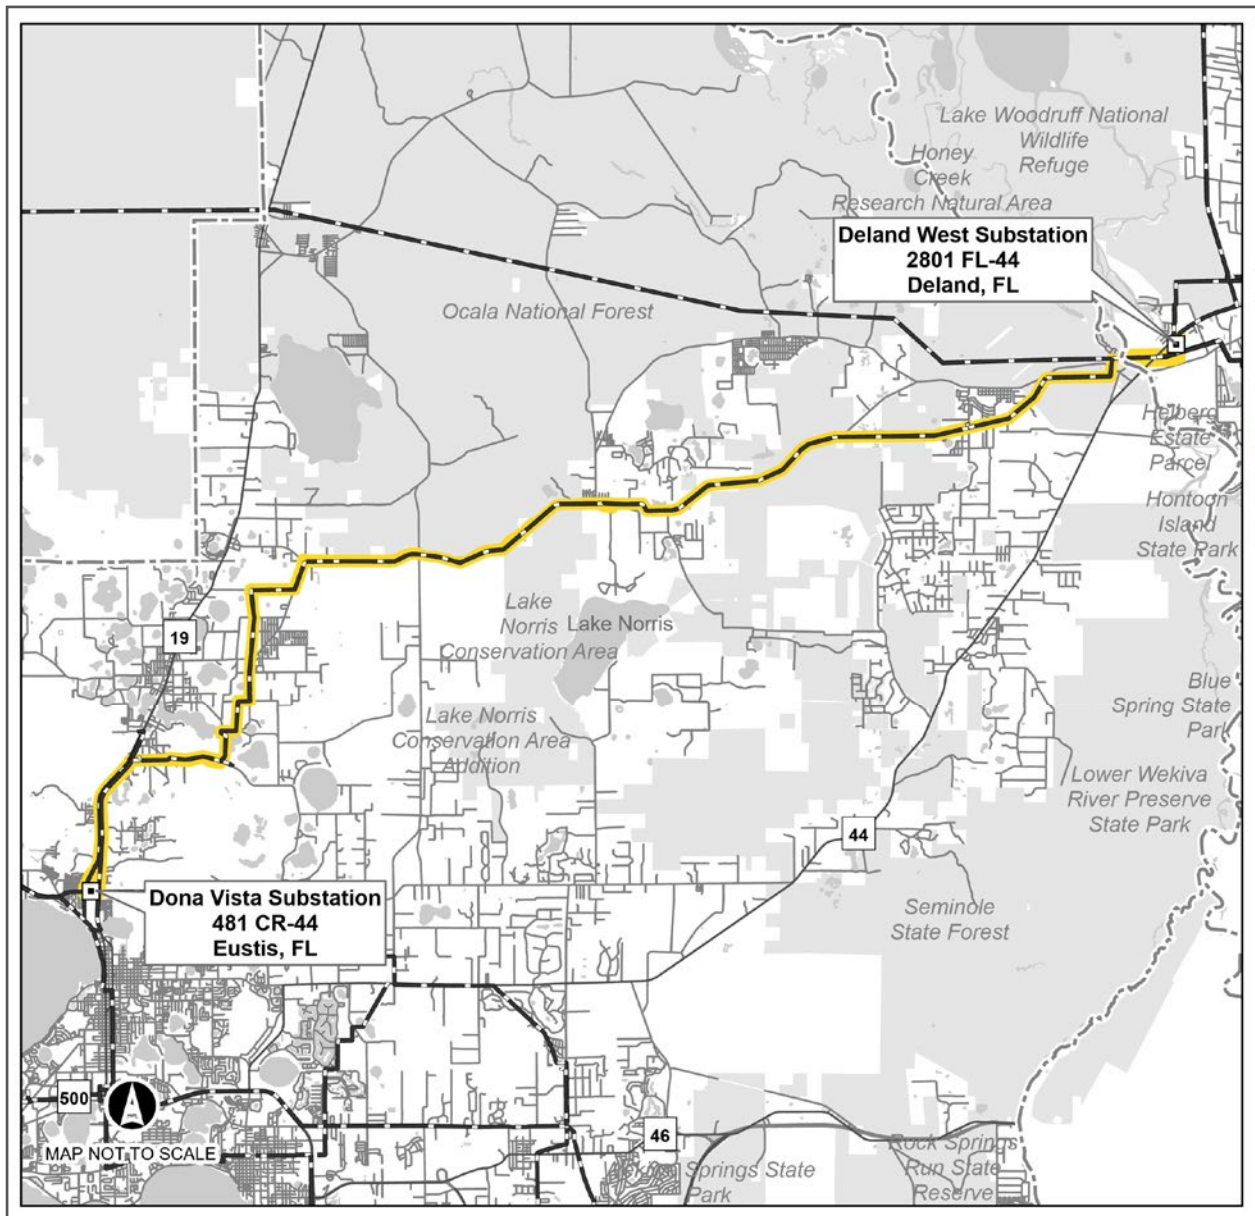 Lake Woodruff National
Wildlife
Refuge
Honey
Creek
Research Natural Area
Deland West Substation
2801 FL-44
Deland, FL
Ocala National Forest
Helberg
Estate
Parcel
Hontoon
Island
State Park
19
Lake
Norris
Conservation Area
Lake Norris
Lake Norris
Conservation Area
Addition
Blue
Spring State
Park
Lower Wekiva
River Preserve
State Park
44
Dona Vista Substation
481 CR-44
Eustis, FL
Seminole
State Forest
500
MAP NOT TO SCALE
46
Rock Springs
Run State
Reserve
Wekiwa Springs State
Park